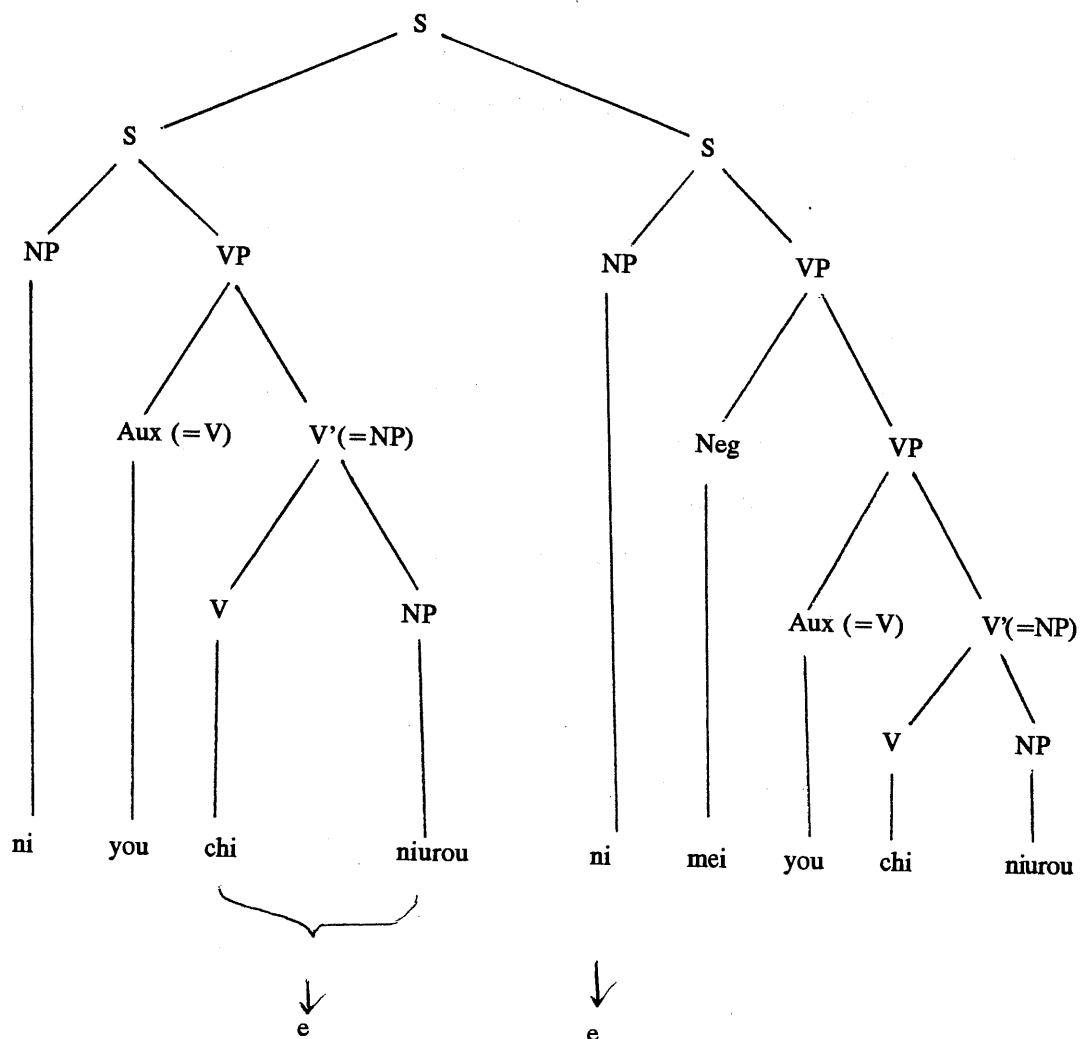 S
S S
NP VP NP VP
Aux (=V) V'(=NP) Neg VP
V NP Aux (=V) V'(=NP)
V NP
ni you chi niurou ni mei you chi niurou
e e